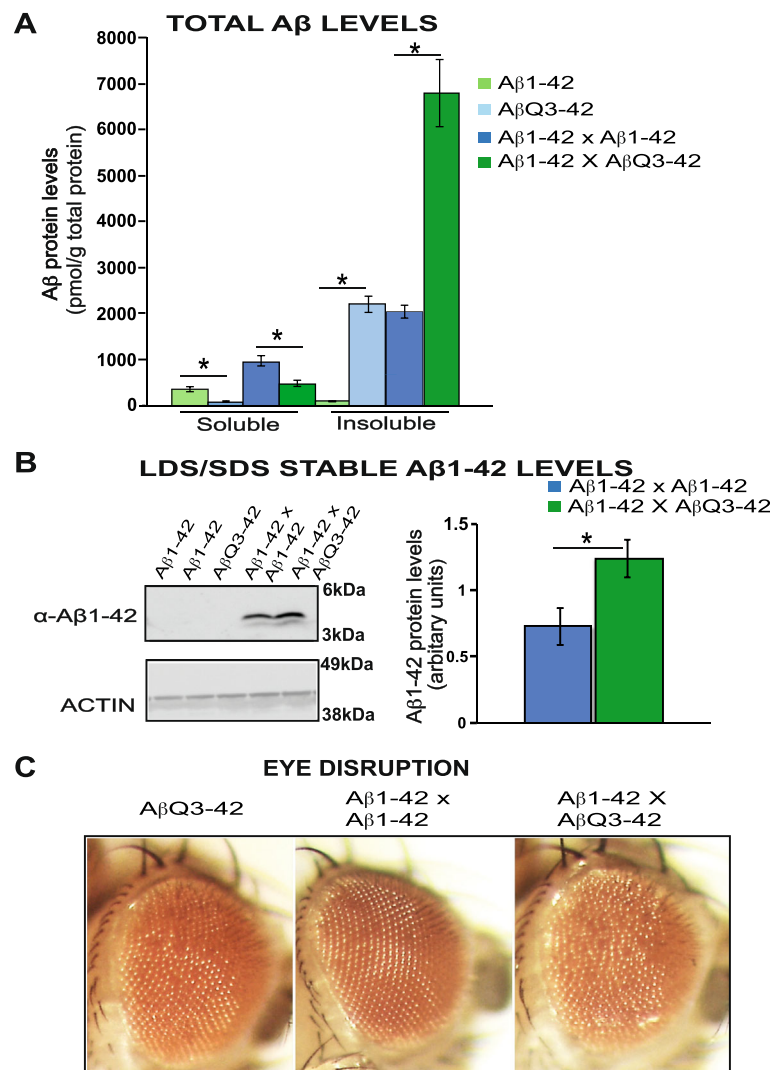 A
TOTAL Aβ LEVELS
8000
7000
6000
5000
4000
3000
2000
1000
0
Aβ protein levels
(pmol/g total protein)
*
*
*
*
Soluble
Insoluble
Aβ1-42
AβQ3-42
Aβ1-42 x Aβ1-42
Aβ1-42 X AβQ3-42
B
LDS/SDS STABLE Aβ1-42 LEVELS
Aβ1-42
Aβ1-42
AβQ3-42
Aβ1-42 x
Aβ1-42
Aβ1-42 x
AβQ3-42
α-Aβ1-42
6kDa
3kDa
49kDa
ACTIN
38kDa
Aβ1-42 x Aβ1-42
Aβ1-42 X AβQ3-42
1.5
1
0.5
0
Aβ1-42 protein levels
(arbitary units)
*
C
EYE DISRUPTION
AβQ3-42
Aβ1-42 x
Aβ1-42
Aβ1-42 X
AβQ3-42